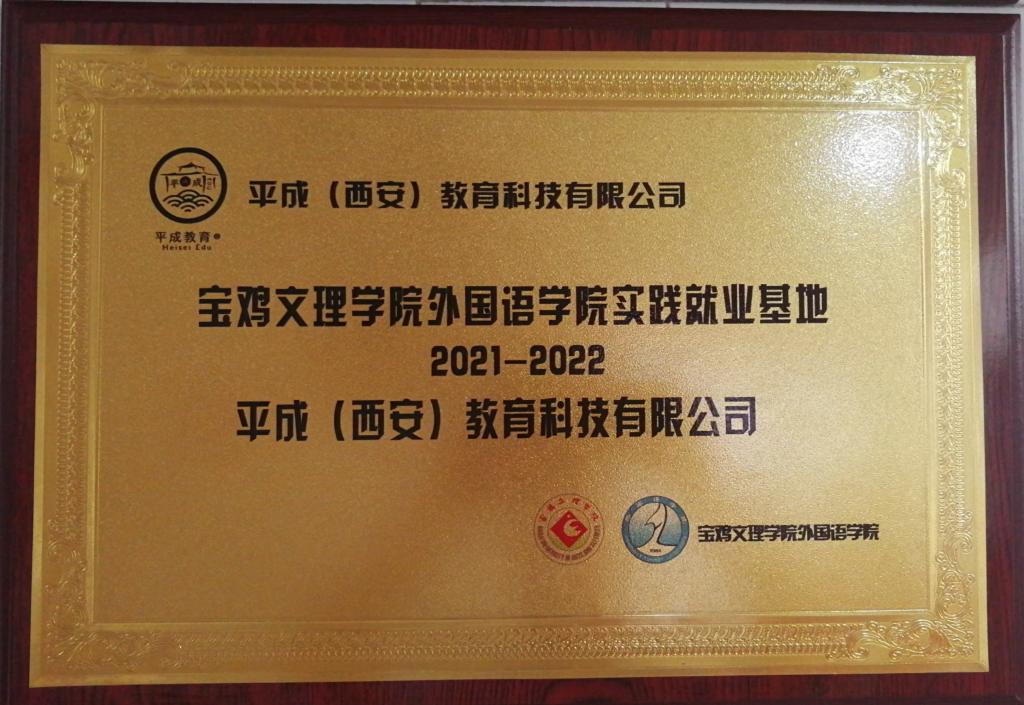 平成（西安）教育科技有限公司
平成教育
Heisei Edu
宝鸡文理学院外国语学院实践就业基地
2021-2022
平成（西安）教育科技有限公司
宝鸡文理学院外国语学院